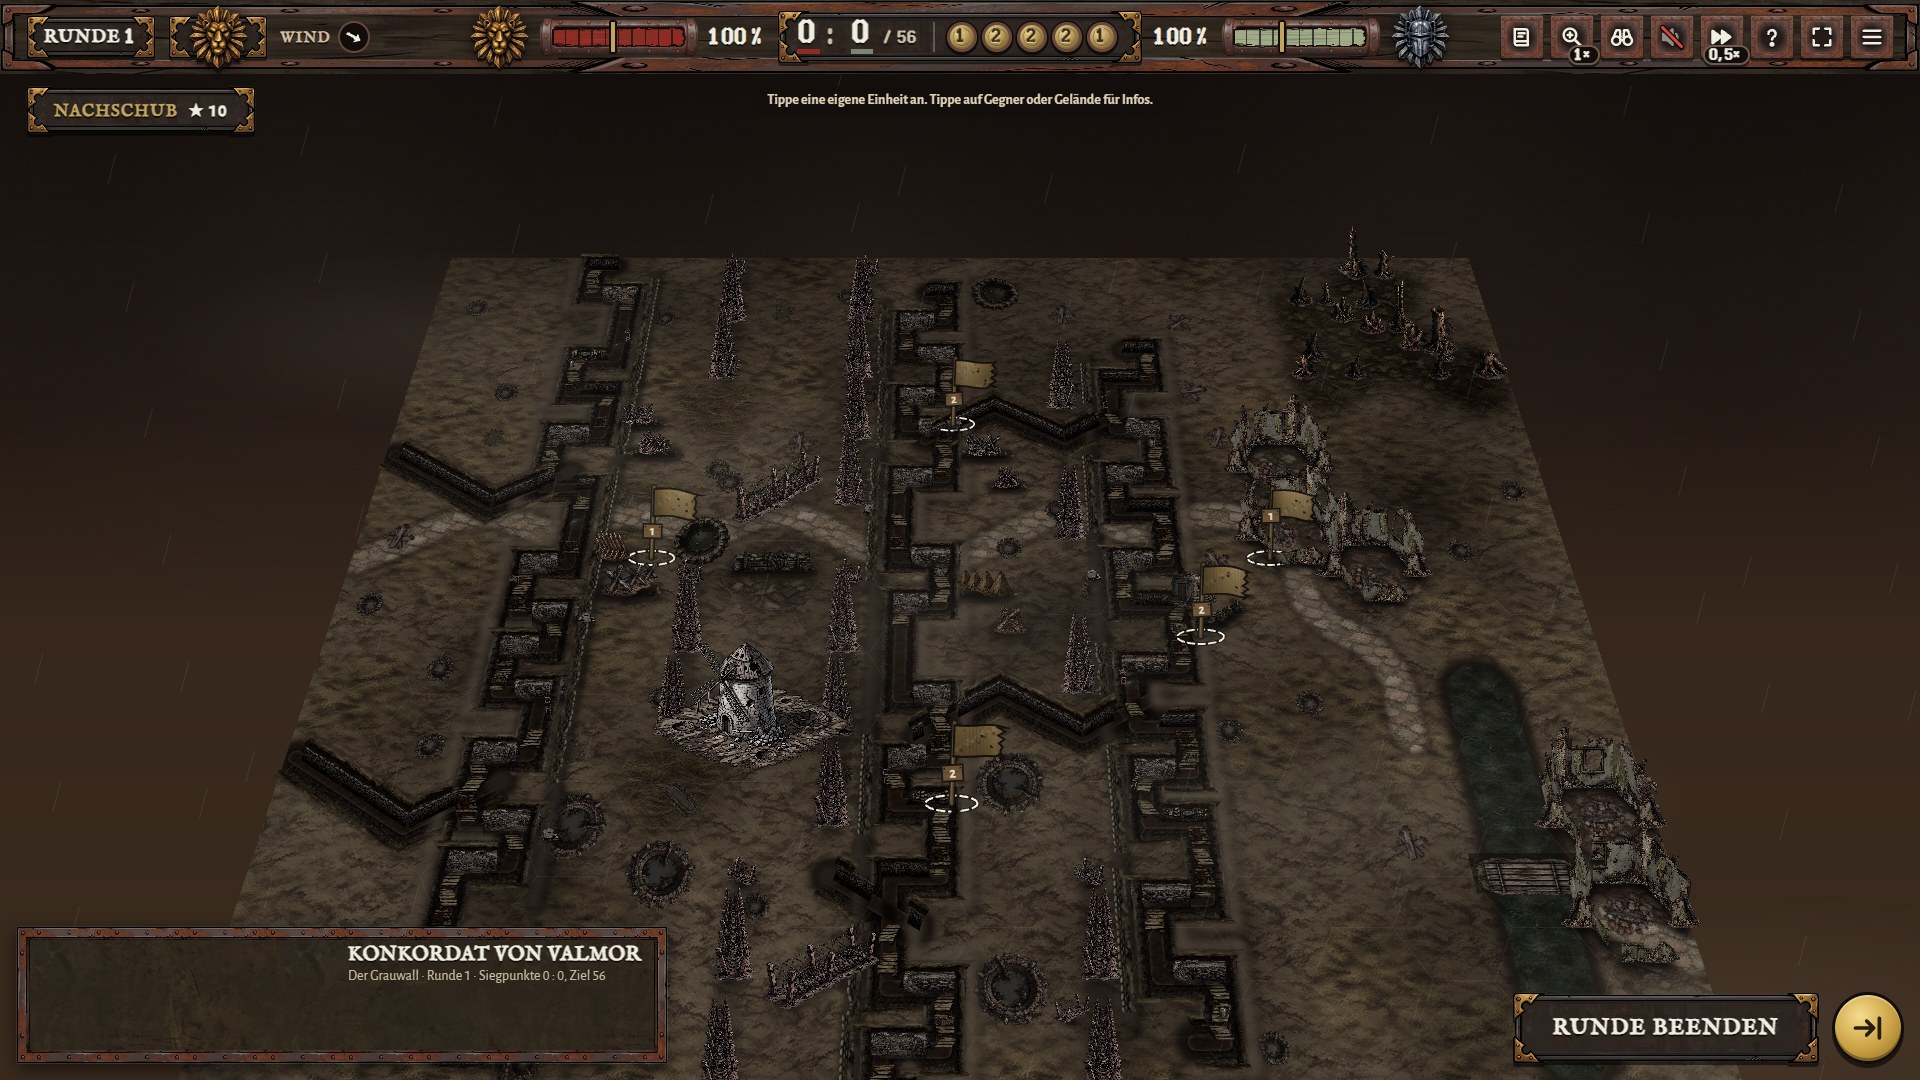 RUNDE 1
WIND
100 %
0 : 0 / 56
1 2 2 2 1
100 %
1×
0,5×
?
NACHSCHUB ★ 10
Tippe eine eigene Einheit an. Tippe auf Gegner oder Gelände für Infos.
2
1
1
2
2
KONKORDAT VON VALMOR
Der Grauwall · Runde 1 · Siegpunkte 0 : 0, Ziel 56
RUNDE BEENDEN